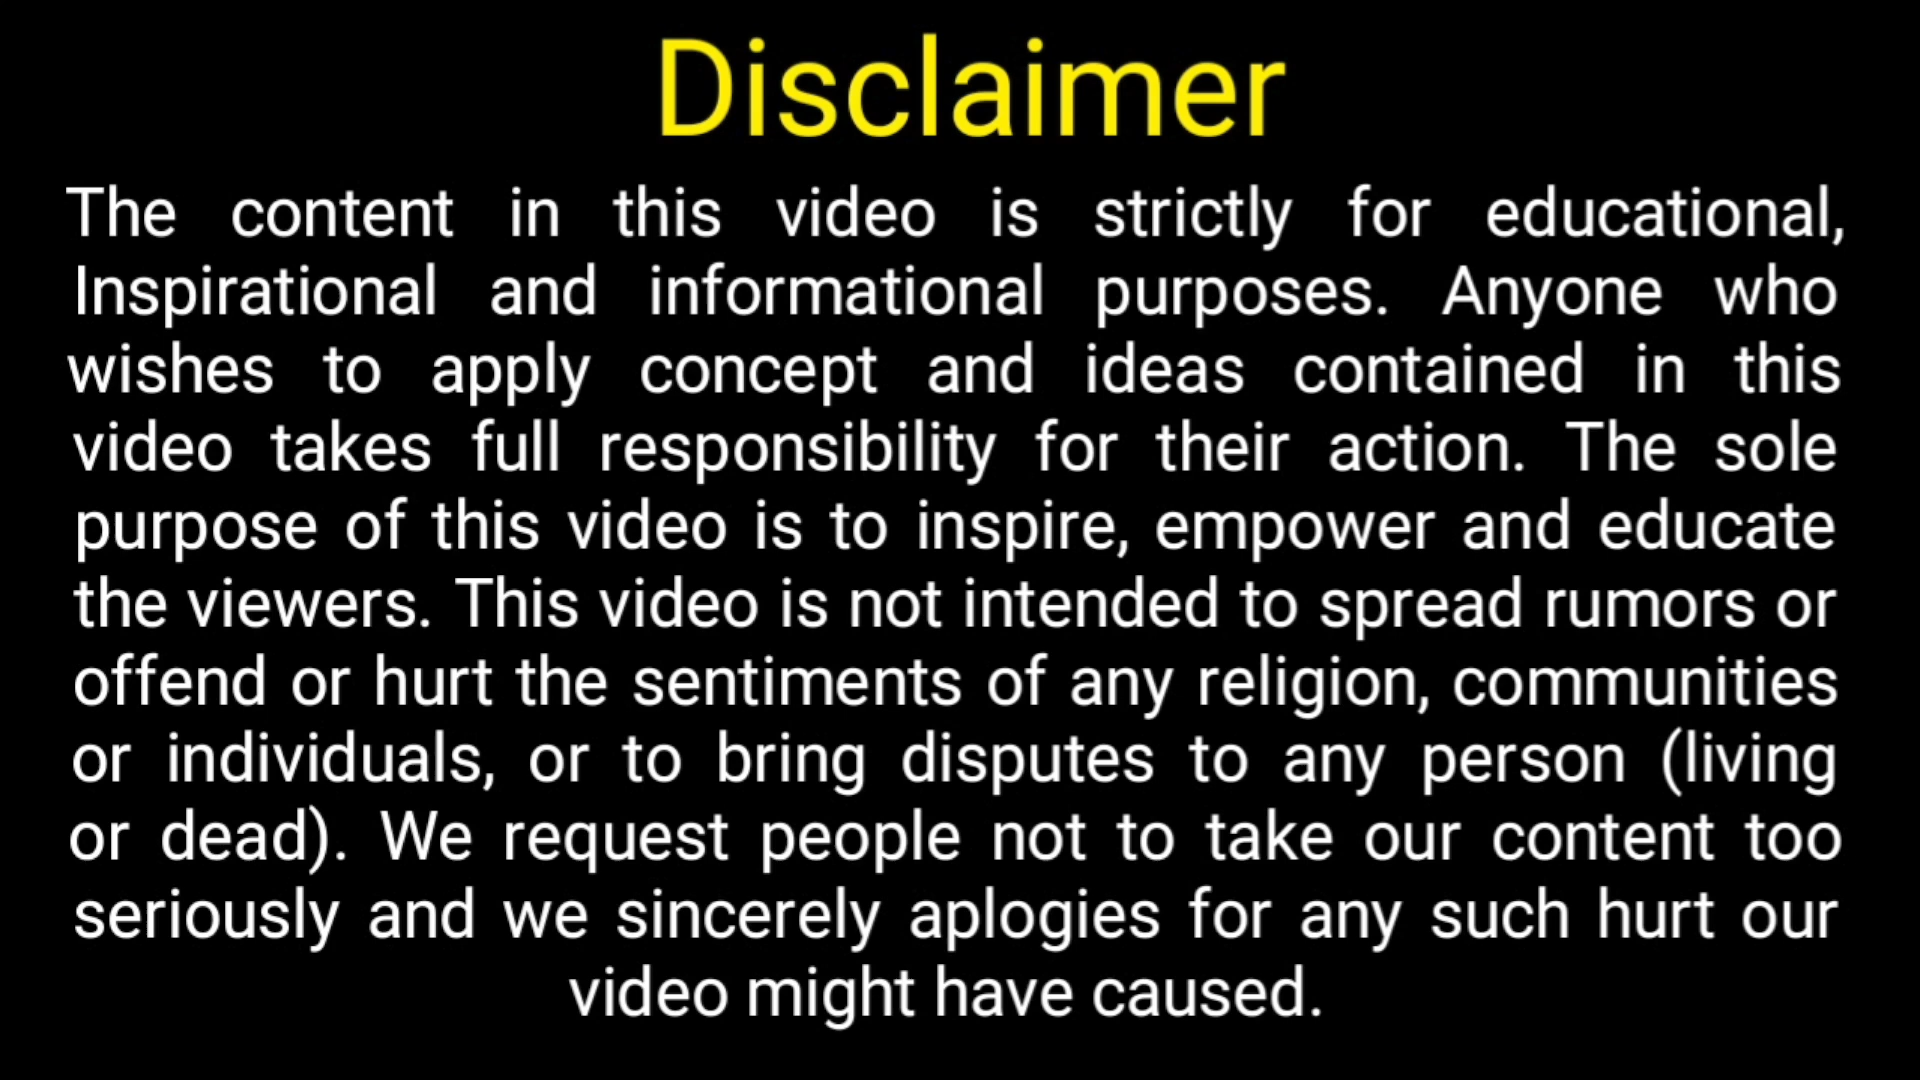 Disclaimer
The content in this video is strictly for educational,
Inspirational and informational purposes. Anyone who
wishes to apply concept and ideas contained in this
video takes full responsibility for their action. The sole
purpose of this video is to inspire, empower and educate
the viewers. This video is not intended to spread rumors or
offend or hurt the sentiments of any religion, communities
or individuals, or to bring disputes to any person (living
or dead). We request people not to take our content too
seriously and we sincerely aplogies for any such hurt our
video might have caused.